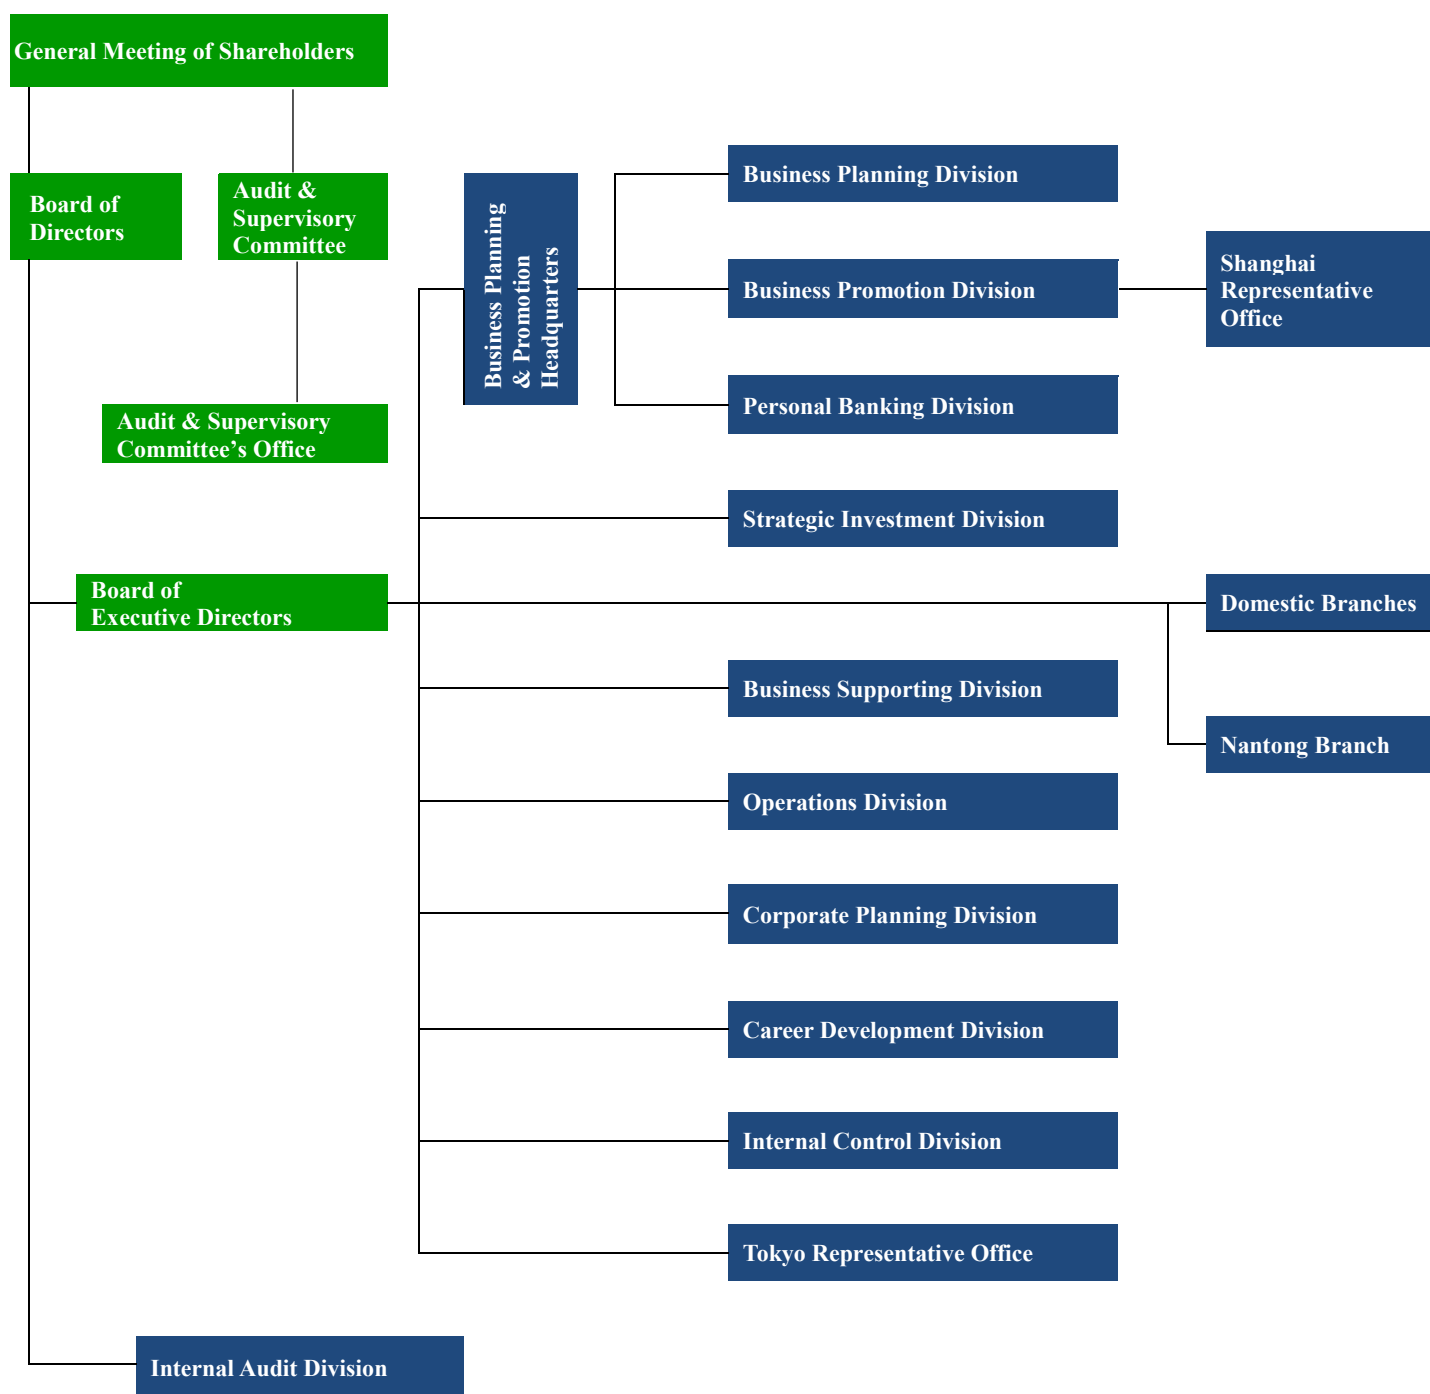 General Meeting of Shareholders
Board of
Directors
Audit &
Supervisory
Committee
Audit & Supervisory
Committee’s Office
Board of
Executive Directors
Internal Audit Division
Business Planning
& Promotion
Headquarters
Business Planning Division
Business Promotion Division
Personal Banking Division
Strategic Investment Division
Business Supporting Division
Operations Division
Corporate Planning Division
Career Development Division
Internal Control Division
Tokyo Representative Office
Shanghai
Representative
Office
Domestic Branches
Nantong Branch